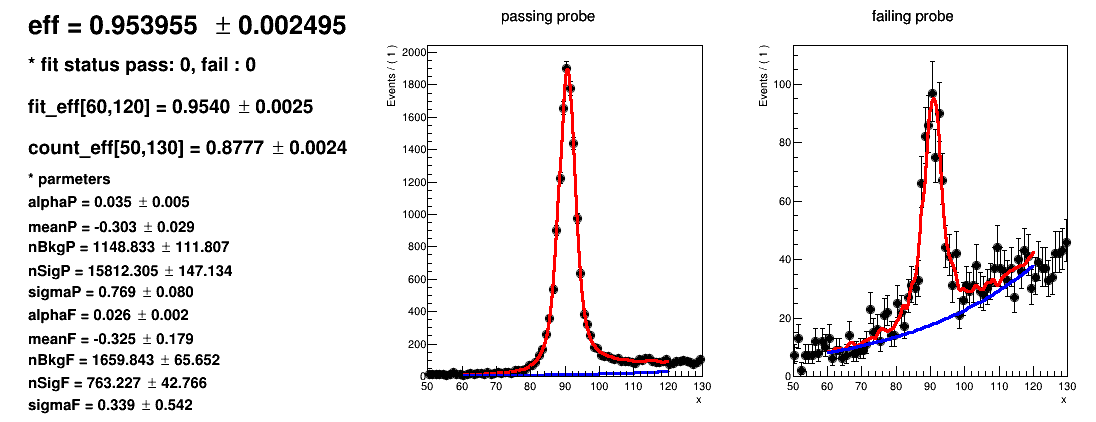 eff = 0.953955 ± 0.002495
* fit status pass: 0, fail : 0
fit_eff[60,120] = 0.9540 ± 0.0025
count_eff[50,130] = 0.8777 ± 0.0024
* parmeters
alphaP = 0.035 ± 0.005
meanP = -0.303 ± 0.029
nBkgP = 1148.833 ± 111.807
nSigP = 15812.305 ± 147.134
sigmaP = 0.769 ± 0.080
alphaF = 0.026 ± 0.002
meanF = -0.325 ± 0.179
nBkgF = 1659.843 ± 65.652
nSigF = 763.227 ± 42.766
sigmaF = 0.339 ± 0.542
passing probe
Events / ( 1 )
2000
1800
1600
1400
1200
1000
800
600
400
200
0
50 60 70 80 90 100 110 120 130
x
failing probe
Events / ( 1 )
100
80
60
40
20
0
50 60 70 80 90 100 110 120 130
x